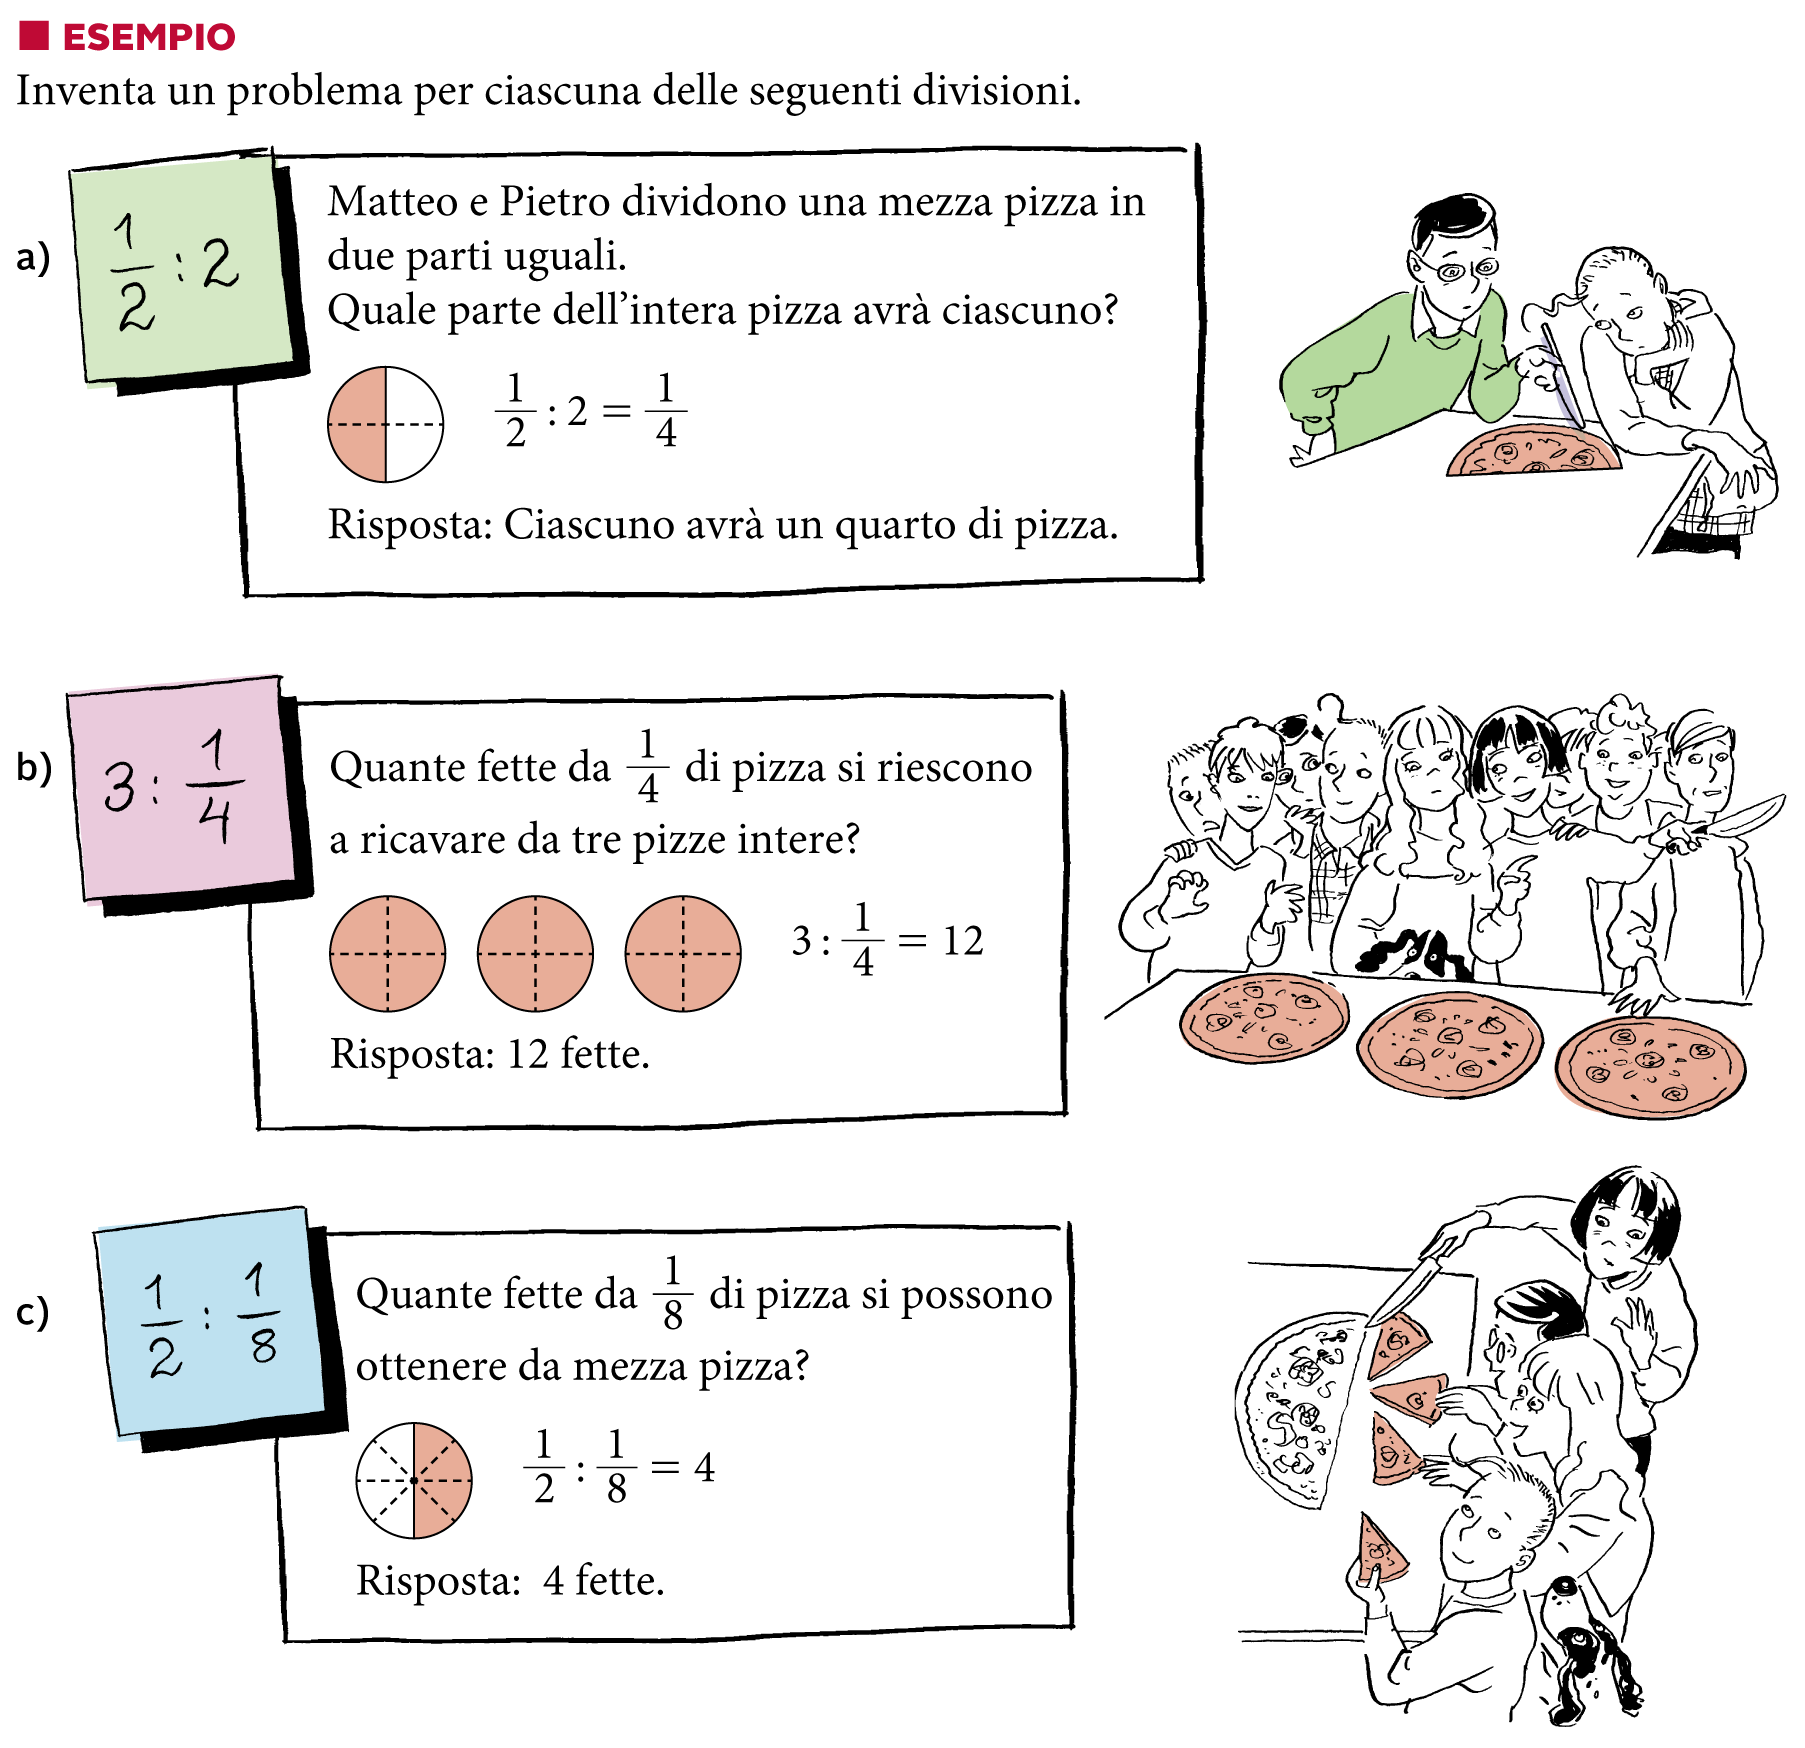 ESEMPIO
Inventa un problema per ciascuna delle seguenti divisioni.
a)
1/2 : 2
Matteo e Pietro dividono una mezza pizza in
due parti uguali.
Quale parte dell’intera pizza avrà ciascuno?
1/2 : 2 = 1/4
Risposta: Ciascuno avrà un quarto di pizza.
b)
3 : 1/4
Quante fette da 1/4 di pizza si riescono
a ricavare da tre pizze intere?
3 : 1/4 = 12
Risposta: 12 fette.
c)
1/2 : 1/8
Quante fette da 1/8 di pizza si possono
ottenere da mezza pizza?
1/2 : 1/8 = 4
Risposta: 4 fette.